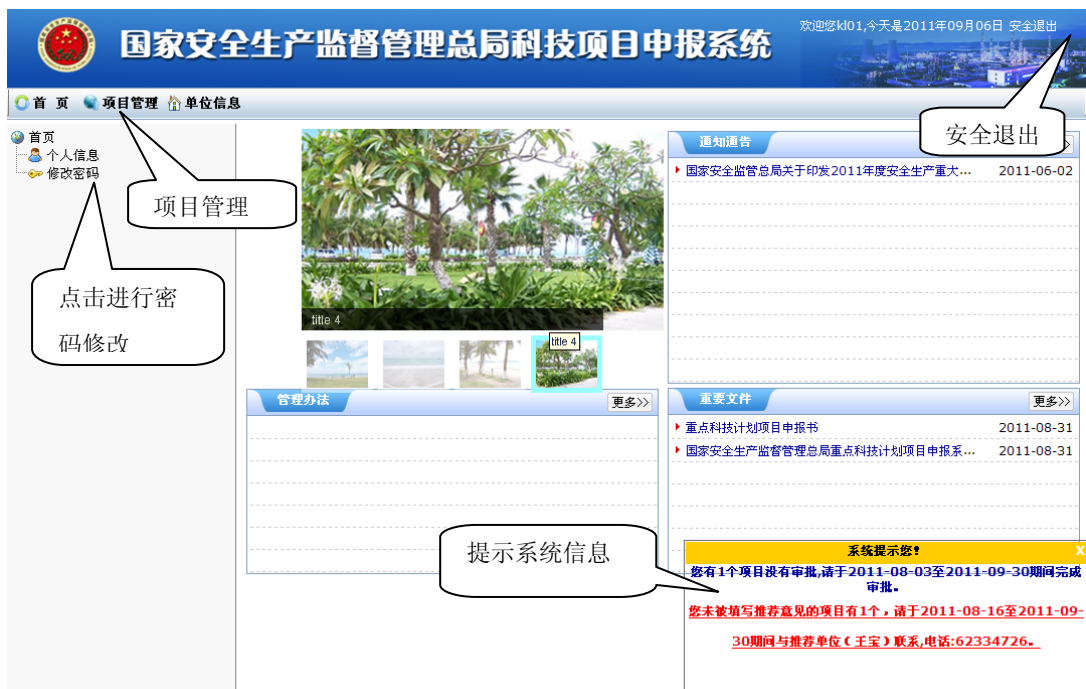 国家安全生产监督管理总局科技项目申报系统
欢迎您kl01,今天是2011年09月06日 安全退出
首 页 项目管理 单位信息
安全退出
首页
个人信息
修改密码
项目管理
点击进行密
码修改
title 4
title 4
通知通告
国家安全监管总局关于印发2011年度安全生产重大... 2011-06-02
管理办法 更多>>
重要文件 更多>>
重点科技计划项目申报书 2011-08-31
国家安全生产监督管理总局重点科技计划项目申报系... 2011-08-31
提示系统信息
系统提示您! X
您有1个项目没有审批,请于2011-08-03至2011-09-30期间完成
审批。
您未被填写推荐意见的项目有1个，请于2011-08-16至2011-09-
30期间与推荐单位（王宝）联系,电话:62334726。